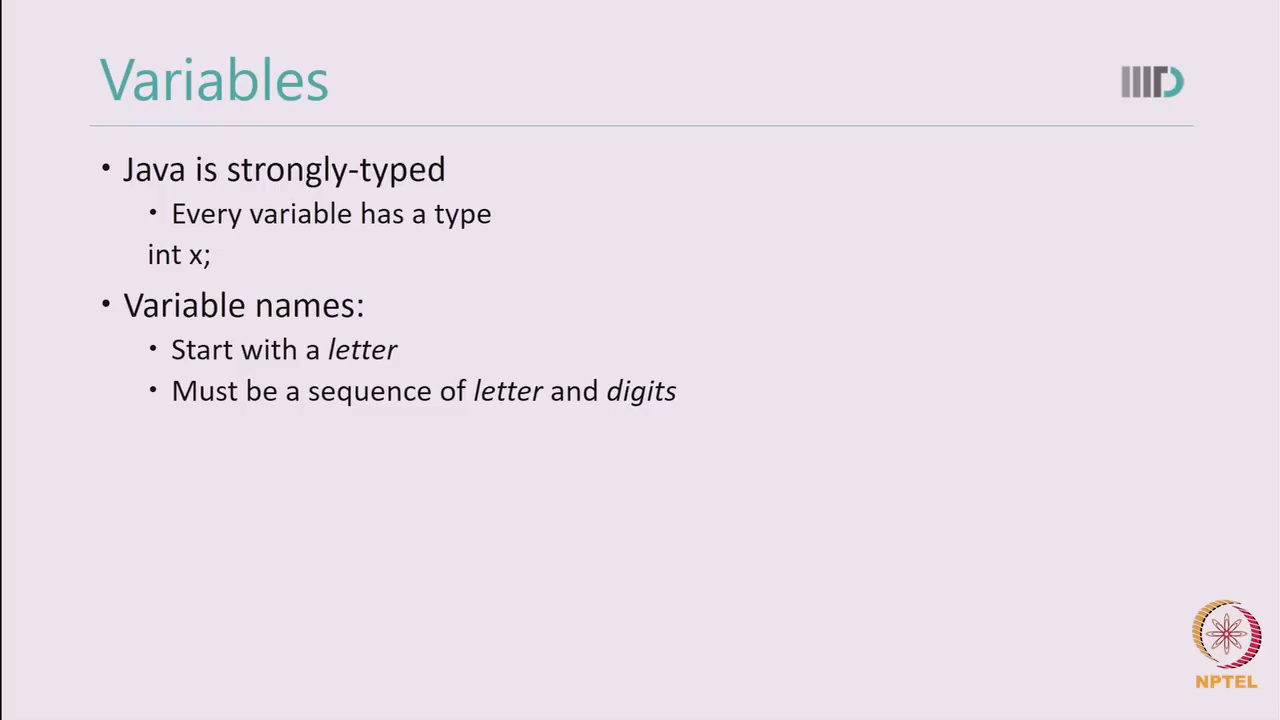 Variables
IIITD
• Java is strongly-typed
• Every variable has a type
int x;
• Variable names:
• Start with a letter
• Must be a sequence of letter and digits
NPTEL